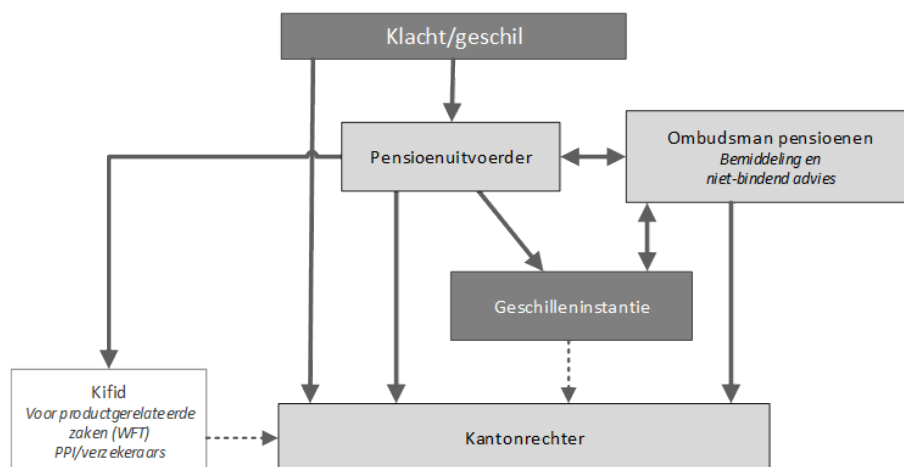 Klacht/geschil
Pensioenuitvoerder
Ombudsman pensioenen
Bemiddeling en
niet-bindend advies
Geschilleninstantie
Kifid
Voor productgerelateerde
zaken (WFT)
PPI/verzekeraars
Kantonrechter